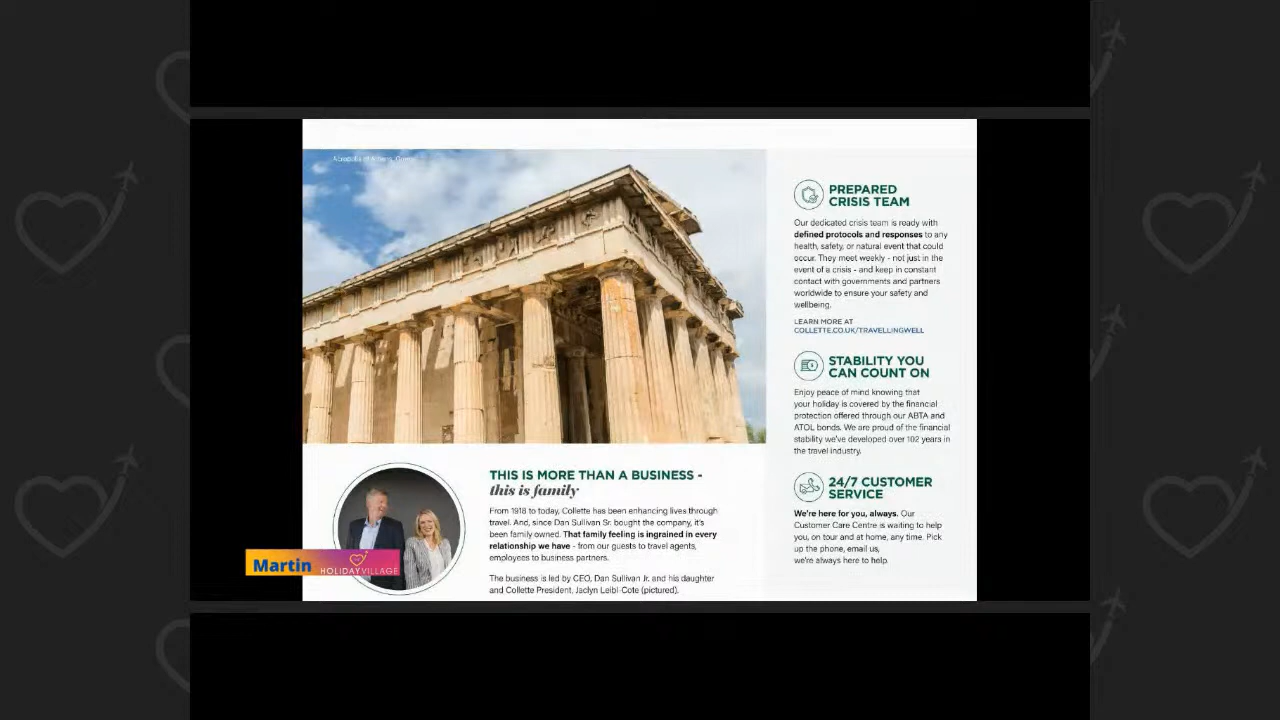 Acropolis of Athens, Greece
PREPARED
CRISIS TEAM
Our dedicated crisis team is ready with
defined protocols and responses to any
health, safety, or natural event that could
occur. They meet weekly - not just in the
event of a crisis - and keep in constant
contact with governments and partners
worldwide to ensure your safety and
wellbeing.
LEARN MORE AT
COLLETTE.CO.UK/TRAVELLINGWELL
STABILITY YOU
CAN COUNT ON
Enjoy peace of mind knowing that
your holiday is covered by the financial
protection offered through our ABTA and
ATOL bonds. We are proud of the financial
stability we've developed over 102 years in
the travel industry.
24/7 CUSTOMER
SERVICE
We're here for you, always. Our
Customer Care Centre is waiting to help
you, on tour and at home, any time. Pick
up the phone, email us,
we're always here to help.
THIS IS MORE THAN A BUSINESS -
this is family
From 1918 to today, Collette has been enhancing lives through
travel. And, since Dan Sullivan Sr. bought the company, it's
been family owned. That family feeling is ingrained in every
relationship we have - from our guests to travel agents,
employees to business partners.
The business is led by CEO, Dan Sullivan Jr. and his daughter
and Collette President, Jaclyn Leibl-Cote (pictured).
Martin
HOLIDAYVILLAGE